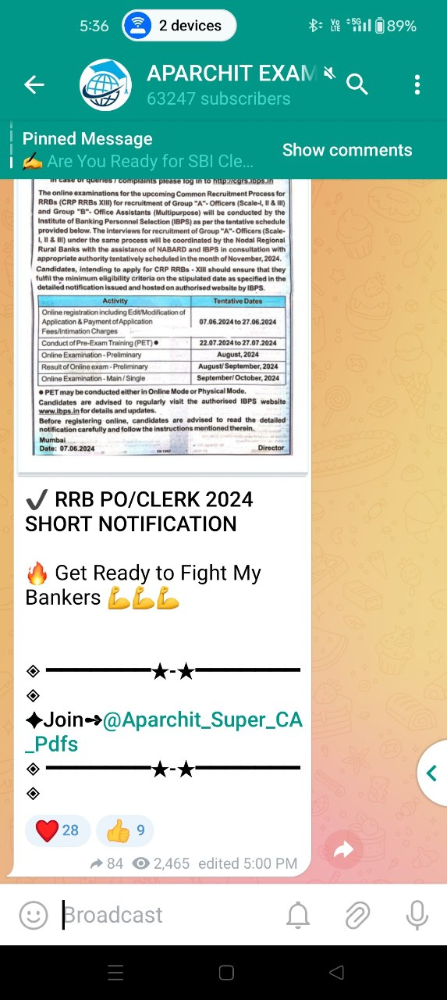 5:36
2 devices
Vo LTE
5G
89%
APARCHIT EXAM
63247 subscribers
Pinned Message
✍️ Are You Ready for SBI Cle...
Show comments
In case of queries / complaints please log in to http://cgrs.ibps.in
The online examinations for the upcoming Common Recruitment Process for
RRBs (CRP RRBs XIII) for recruitment of Group "A"- Officers (Scale-I, II & III)
and Group "B"- Office Assistants (Multipurpose) will be conducted by the
Institute of Banking Personnel Selection (IBPS) as per the tentative schedule
provided below. The interviews for recruitment of Group "A"- Officers (Scale-
I, II & III) under the same process will be coordinated by the Nodal Regional
Rural Banks with the assistance of NABARD and IBPS in consultation with
appropriate authority tentatively scheduled in the month of November, 2024.
Candidates, intending to apply for CRP RRBs - XIII should ensure that they
fulfil the minimum eligibility criteria on the stipulated date as specified in the
detailed notification issued and hosted on authorised website by IBPS.
Activity Tentative Dates
Online registration including Edit/Modification of
Application & Payment of Application 07.06.2024 to 27.06.2024
Fees/Intimation Charges
Conduct of Pre-Exam Training (PET) ● 22.07.2024 to 27.07.2024
Online Examination - Preliminary August, 2024
Result of Online exam - Preliminary August/ September, 2024
Online Examination - Main / Single September/ October, 2024
● PET may be conducted either in Online Mode or Physical Mode.
Candidates are advised to regularly visit the authorised IBPS website
www.ibps.in for details and updates.
Before registering online, candidates are advised to read the detailed
notification carefully and follow the instructions mentioned therein.
Mumbai
Date: 07.06.2024 Director
✔️ RRB PO/CLERK 2024
SHORT NOTIFICATION
🔥 Get Ready to Fight My
Bankers 💪💪💪
◈ ━━━━━━━━★-★━━━━━━━━
◈
✦Join➺@Aparchit_Super_CA
_Pdfs
◈ ━━━━━━━━★-★━━━━━━━━
◈
❤️ 28 👍 9
84 2,465 edited 5:00 PM
Broadcast